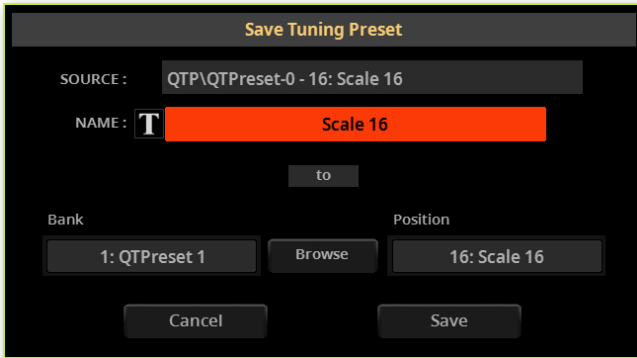 Save Tuning Preset
SOURCE : QTP\QTPreset-0 - 16: Scale 16
NAME : T Scale 16
to
Bank Position
1: QTPreset 1 Browse 16: Scale 16
Cancel Save